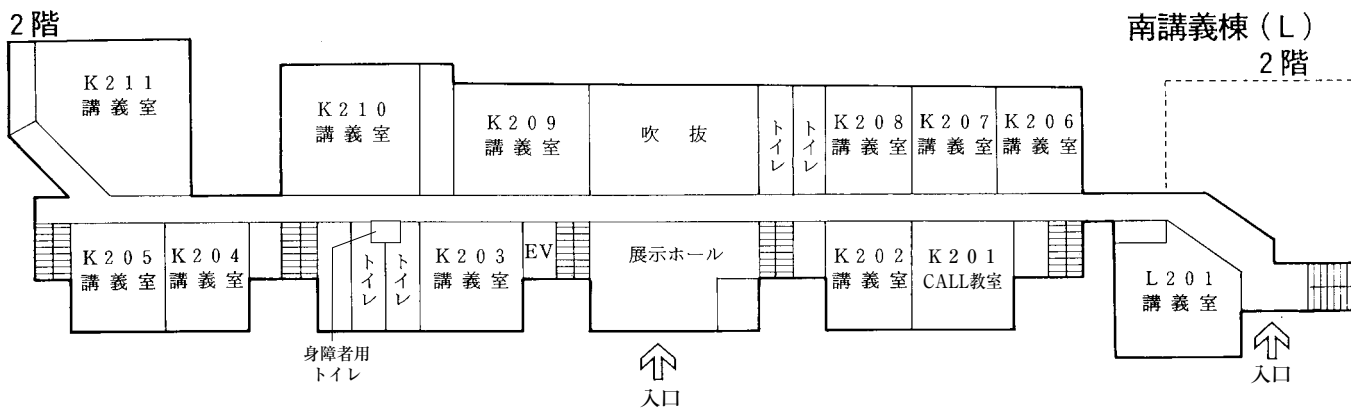 2階
南講義棟(L)
2階
K211
講義室
K210
講義室
K209
講義室
吹抜
トイレ
トイレ
K208
講義室
K207
講義室
K206
講義室
K205
講義室
K204
講義室
トイレ
トイレ
K203
講義室
EV
展示ホール
K202
講義室
K201
CALL教室
L201
講義室
身障者用
トイレ
入口
入口